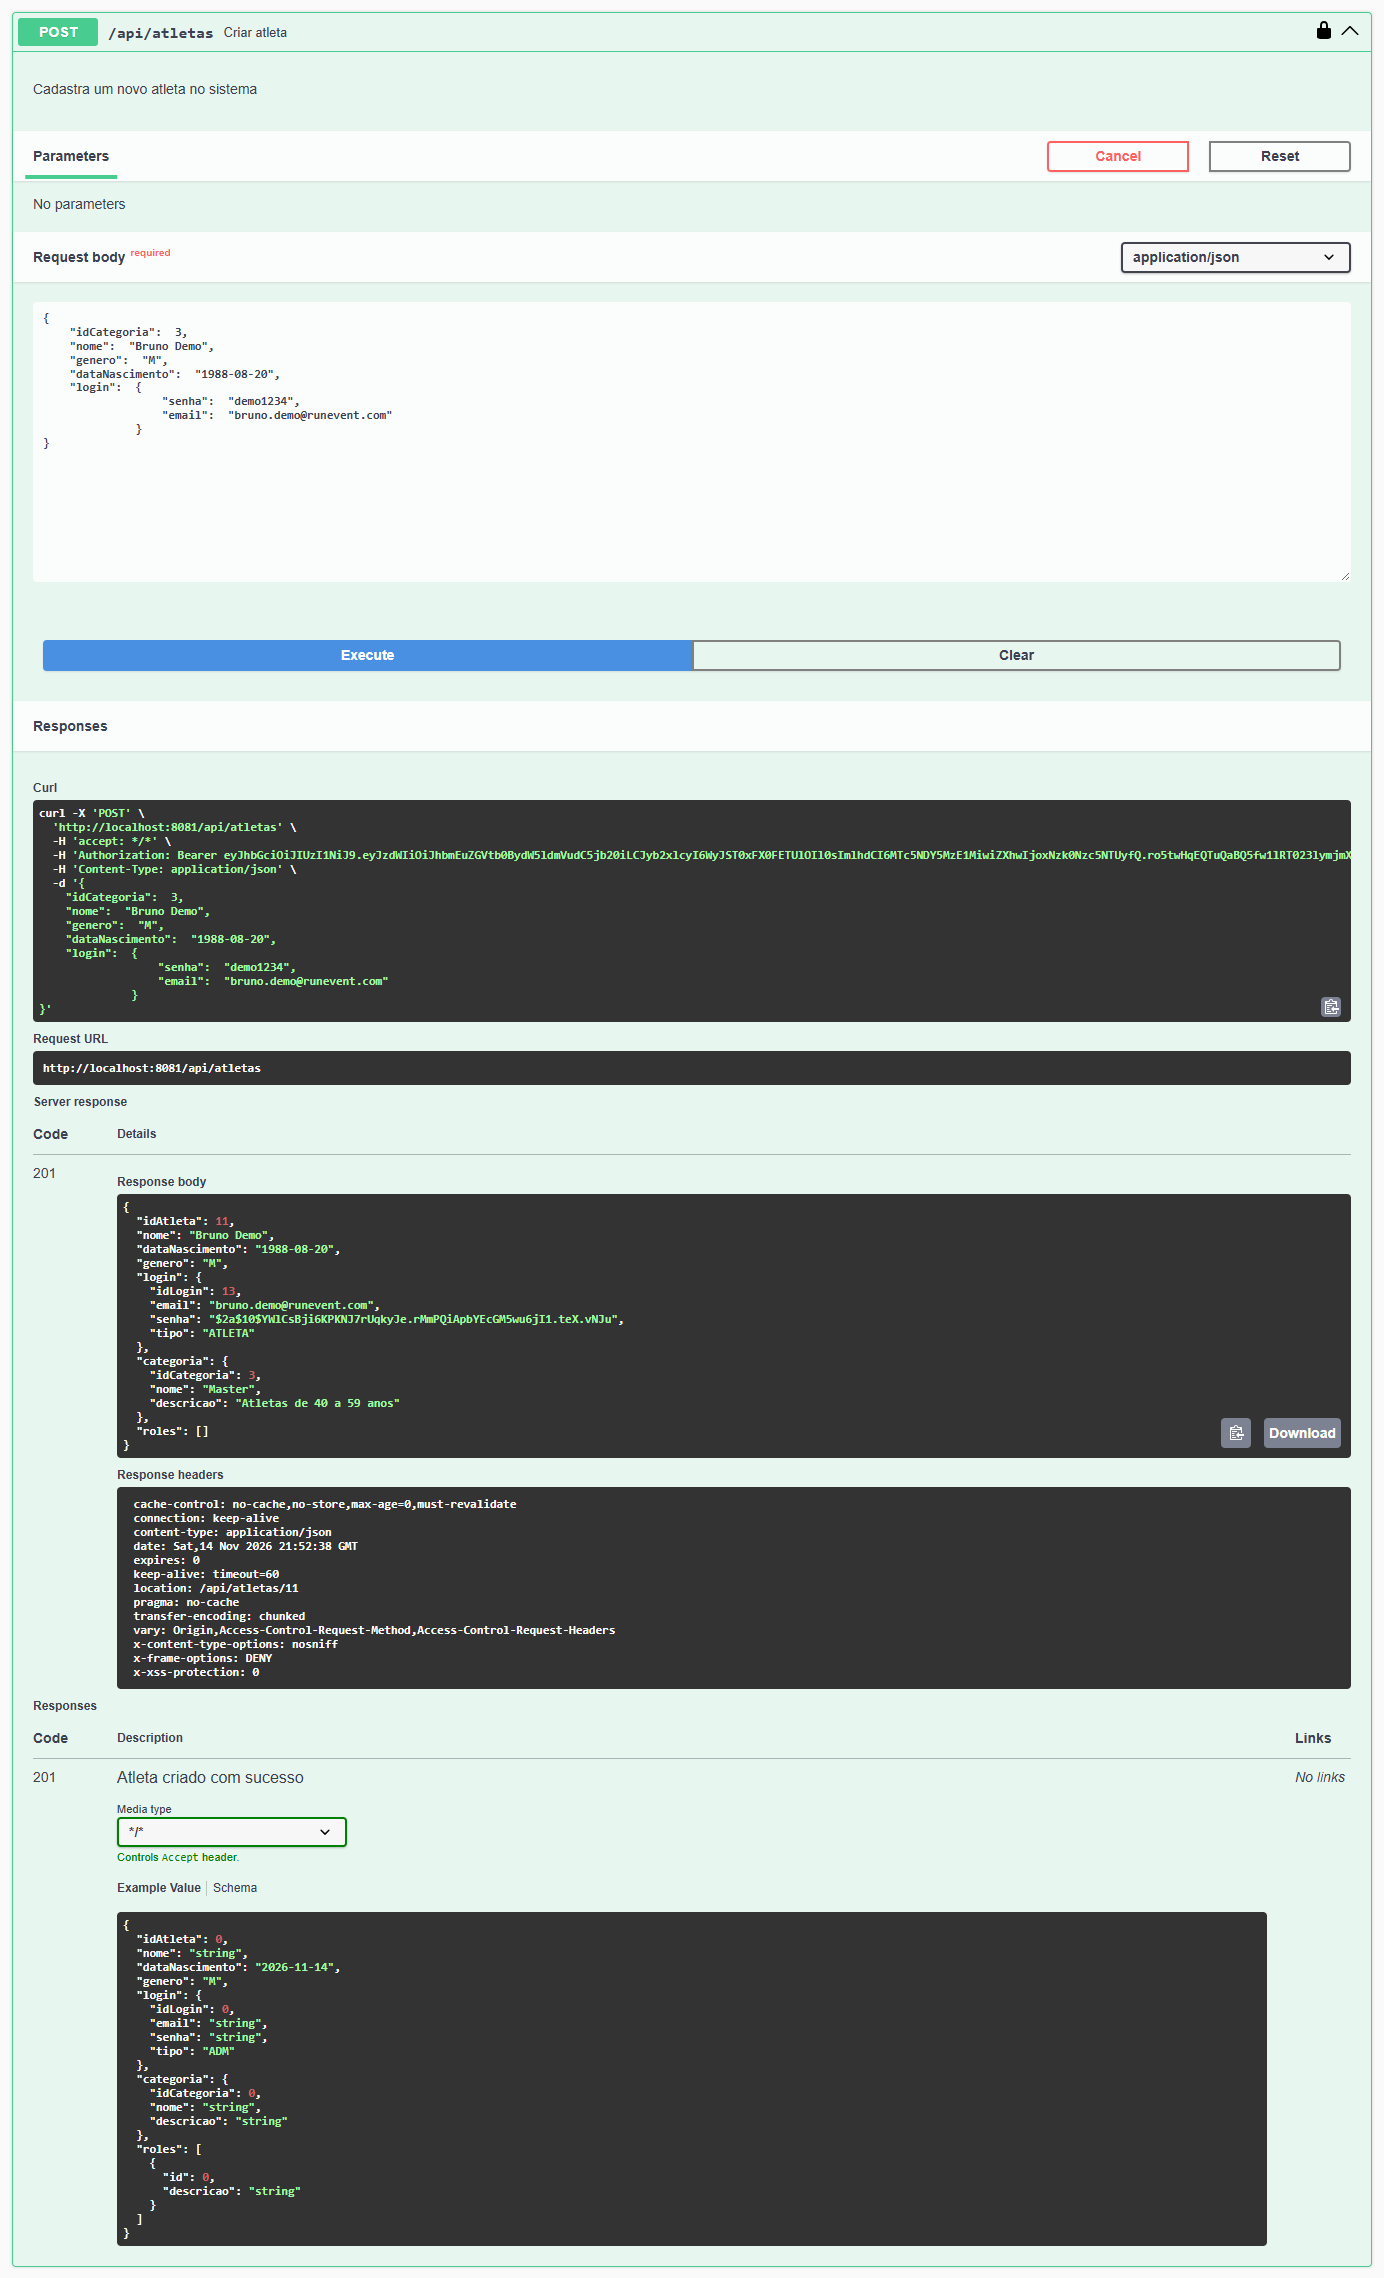 POST /api/atletas Criar atleta
Cadastra um novo atleta no sistema
Parameters
Cancel
Reset
No parameters
Request body required
application/json
{
    "idCategoria":  3,
    "nome":  "Bruno Demo",
    "genero":  "M",
    "dataNascimento":  "1988-08-20",
    "login":  {
                  "senha":  "demo1234",
                  "email":  "bruno.demo@runevent.com"
              }
}
Execute
Clear
Responses
Curl
curl -X 'POST' \
  'http://localhost:8081/api/atletas' \
  -H 'accept: */*' \
  -H 'Authorization: Bearer
  -H 'Content-Type: application/json' \
  -d '{
    "idCategoria":  3,
    "nome":  "Bruno Demo",
    "genero":  "M",
    "dataNascimento":  "1988-08-20",
    "login":  {
                  "senha":  "demo1234",
                  "email":  "bruno.demo@runevent.com"
              }
}'
Request URL
http://localhost:8081/api/atletas
Server response
Code Details
201
Response body
{
  "idAtleta": 11,
  "nome": "Bruno Demo",
  "dataNascimento": "1988-08-20",
  "genero": "M",
  "login": {
    "idLogin": 13,
    "email": "bruno.demo@runevent.com",
    "senha": "$2a$10$YWlCsBji6KPKNJ7rUqkyJe.rMmPQiApbYEcGM5wu6jI1.teX.vNJu",
    "tipo": "ATLETA"
  },
  "categoria": {
    "idCategoria": 3,
    "nome": "Master",
    "descricao": "Atletas de 40 a 59 anos"
  },
  "roles": []
}
Download
Response headers
cache-control: no-cache,no-store,max-age=0,must-revalidate
connection: keep-alive
content-type: application/json
date: Sat,14 Nov 2026 21:52:38 GMT
expires: 0
keep-alive: timeout=60
location: /api/atletas/11
pragma: no-cache
transfer-encoding: chunked
vary: Origin,Access-Control-Request-Method,Access-Control-Request-Headers
x-content-type-options: nosniff
x-frame-options: DENY
x-xss-protection: 0
Responses
Code Description Links
201 Atleta criado com sucesso No links
Media type
*/*
Controls Accept header.
Example Value Schema
{
  "idAtleta": 0,
  "nome": "string",
  "dataNascimento": "2026-11-14",
  "genero": "M",
  "login": {
    "idLogin": 0,
    "email": "string",
    "senha": "string",
    "tipo": "ADM"
  },
  "categoria": {
    "idCategoria": 0,
    "nome": "string",
    "descricao": "string"
  },
  "roles": [
    {
      "id": 0,
      "descricao": "string"
    }
  ]
}